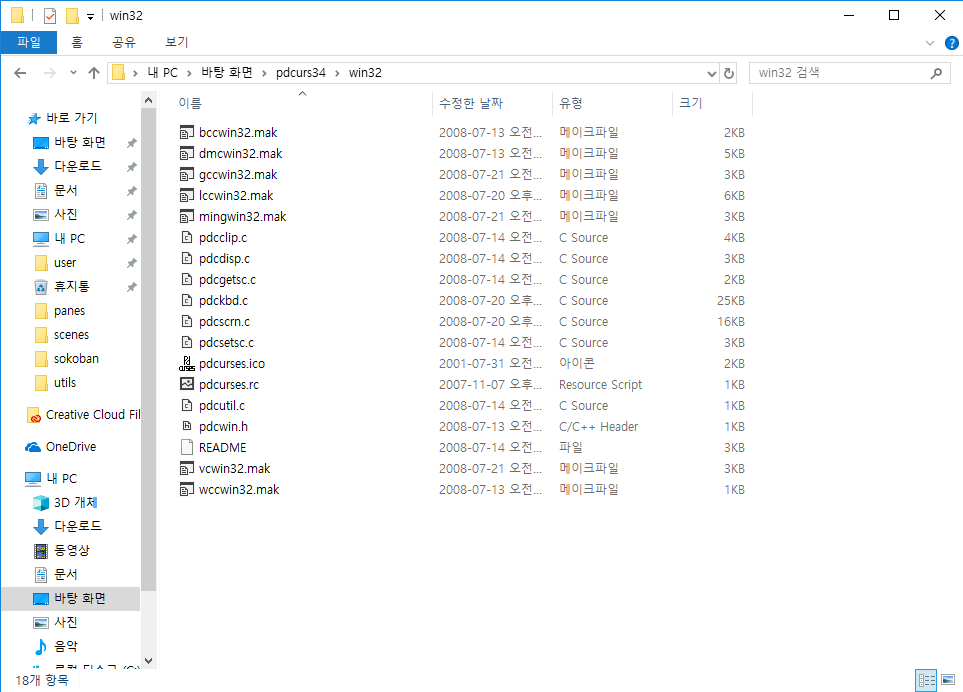 win32
파일 홈 공유 보기
내 PC 바탕 화면 pdcurs34 win32
win32 검색
바로 가기
바탕 화면
다운로드
문서
사진
내 PC
user
휴지통
panes
scenes
sokoban
utils
Creative Cloud Fil
OneDrive
내 PC
3D 개체
다운로드
동영상
문서
바탕 화면
사진
음악
이름 수정한 날짜 유형 크기
bccwin32.mak 2008-07-13 오전... 메이크파일 2KB
dmcwin32.mak 2008-07-13 오전... 메이크파일 5KB
gccwin32.mak 2008-07-21 오전... 메이크파일 3KB
lccwin32.mak 2008-07-20 오후... 메이크파일 6KB
mingwin32.mak 2008-07-21 오전... 메이크파일 3KB
pdcclip.c 2008-07-14 오전... C Source 4KB
pdcdisp.c 2008-07-14 오전... C Source 3KB
pdcgetsc.c 2008-07-14 오전... C Source 2KB
pdckbd.c 2008-07-20 오후... C Source 25KB
pdcscrn.c 2008-07-20 오후... C Source 16KB
pdcsetsc.c 2008-07-14 오전... C Source 3KB
pdcurses.ico 2001-07-31 오전... 아이콘 2KB
pdcurses.rc 2007-11-07 오후... Resource Script 1KB
pdcutil.c 2008-07-14 오전... C Source 1KB
pdcwin.h 2008-07-13 오전... C/C++ Header 1KB
README 2008-07-14 오전... 파일 3KB
vcwin32.mak 2008-07-21 오전... 메이크파일 3KB
wccwin32.mak 2008-07-13 오전... 메이크파일 1KB
18개 항목